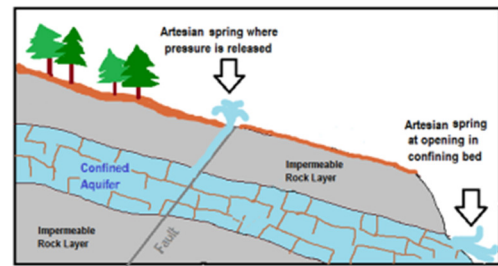 Artesian spring where
pressure is released
Artesian spring
at opening in
confining bed
Confined
Aquifer
Impermeable
Rock Layer
Impermeable
Rock Layer
Fault